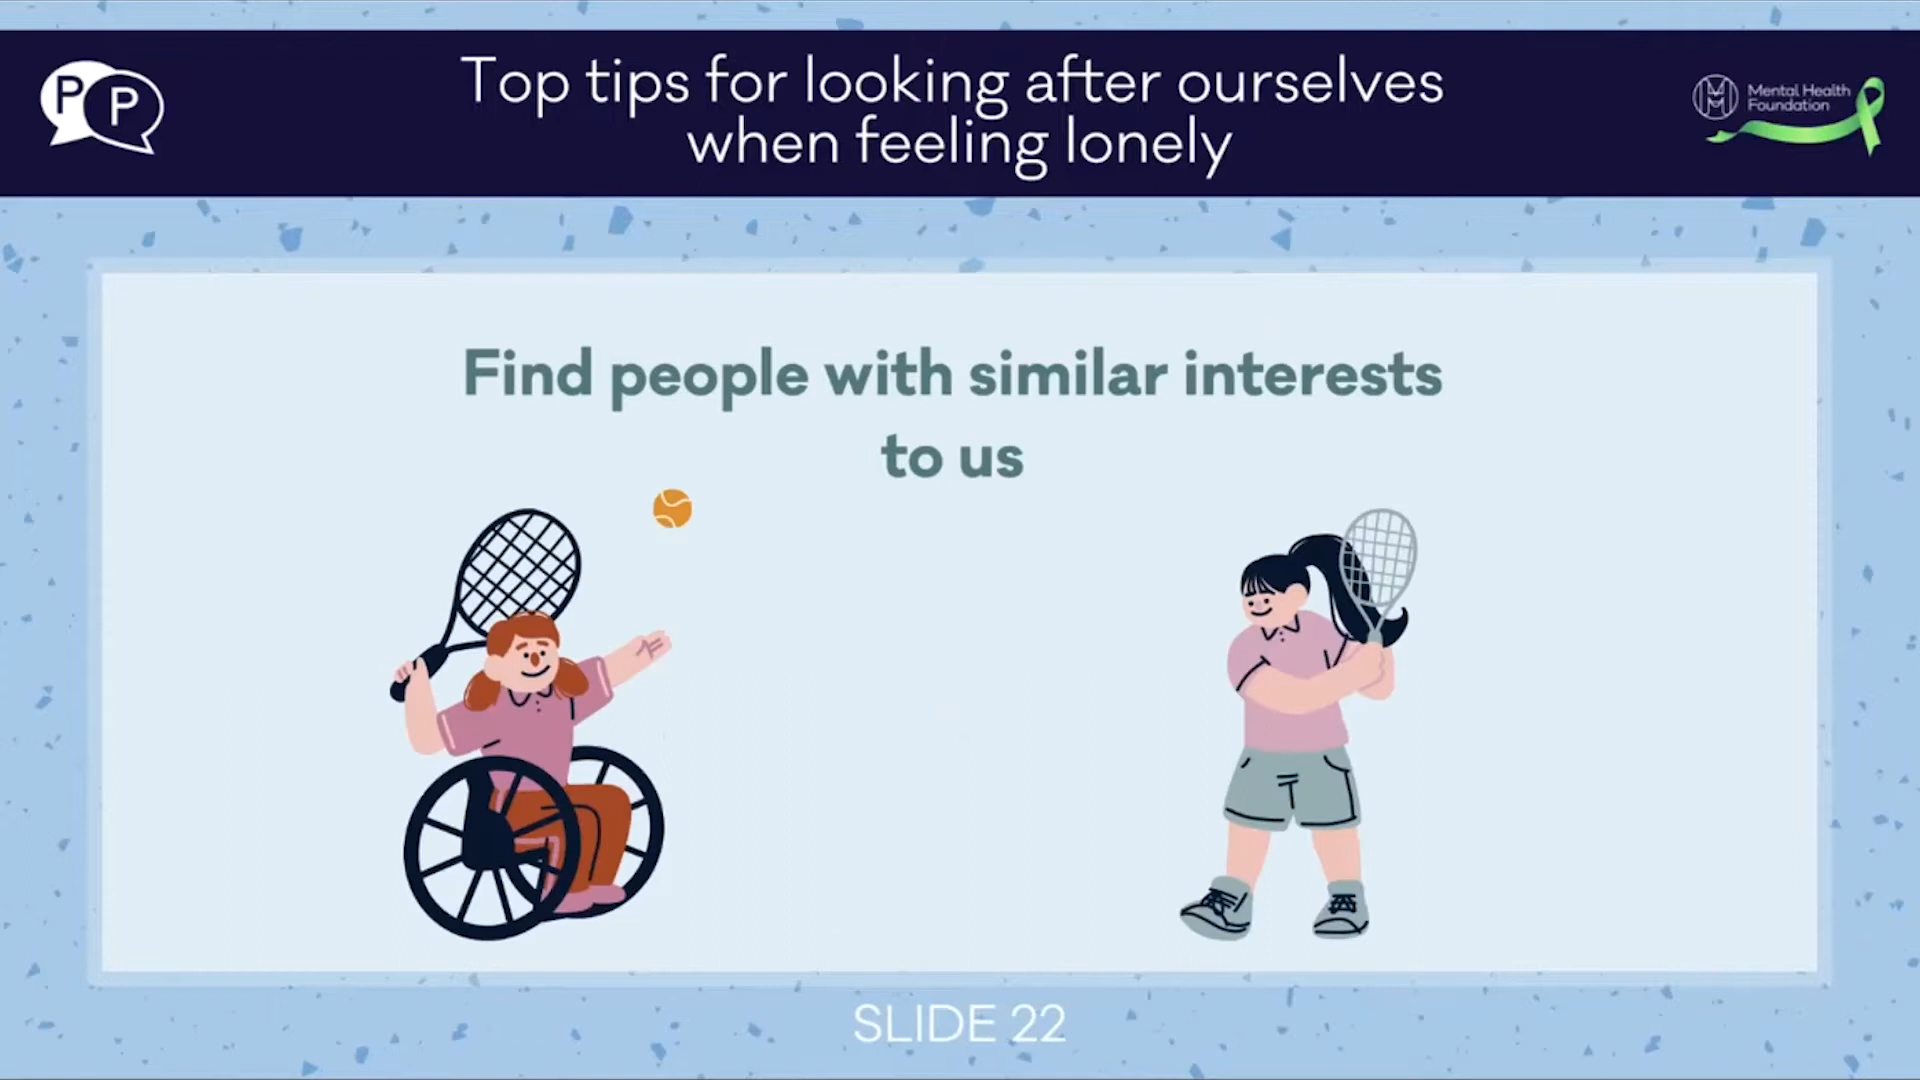 P P
Top tips for looking after ourselves
when feeling lonely
Mental Health
Foundation
Find people with similar interests
to us
SLIDE 22